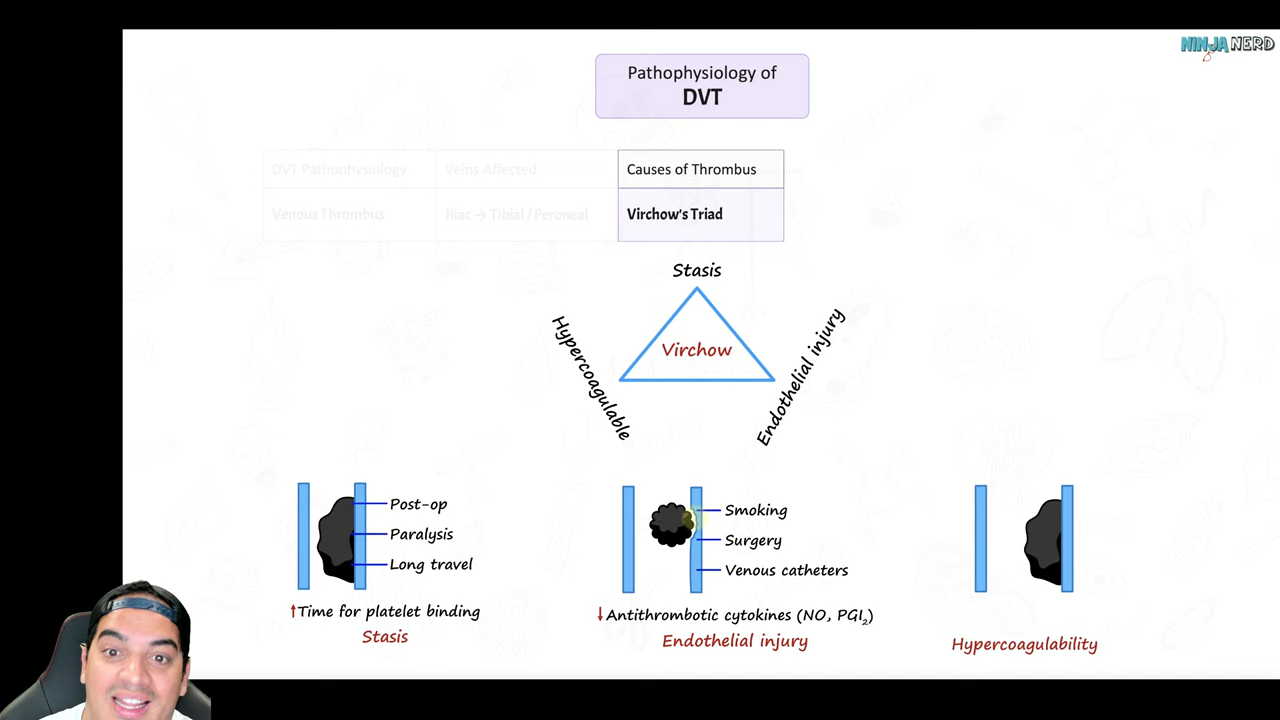 NINJA NERD
Pathophysiology of
DVT
DVT Pathophysiology
Veins Affected
Causes of Thrombus
Venous Thrombus
Iliac → Tibial / Peroneal
Virchow's Triad
Stasis
Hypercoagulable
Virchow
Endothelial injury
Post-op
Paralysis
Long travel
↑Time for platelet binding
Stasis
Smoking
Surgery
Venous catheters
↓Antithrombotic cytokines (NO, PGI₂)
Endothelial injury
Hypercoagulability